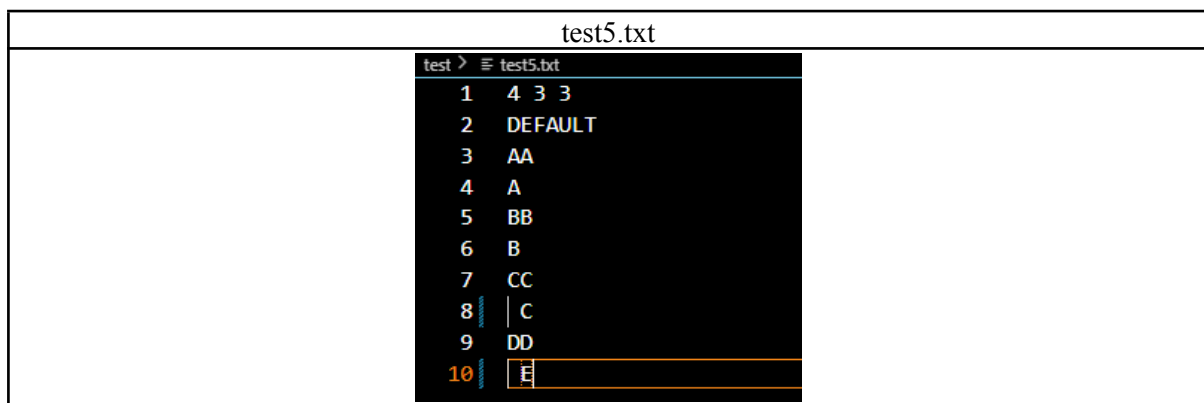 test5.txt
test > test5.txt
1 4 3 3
2 DEFAULT
3 AA
4 A
5 BB
6 B
7 CC
8  C
9 DD
10  E